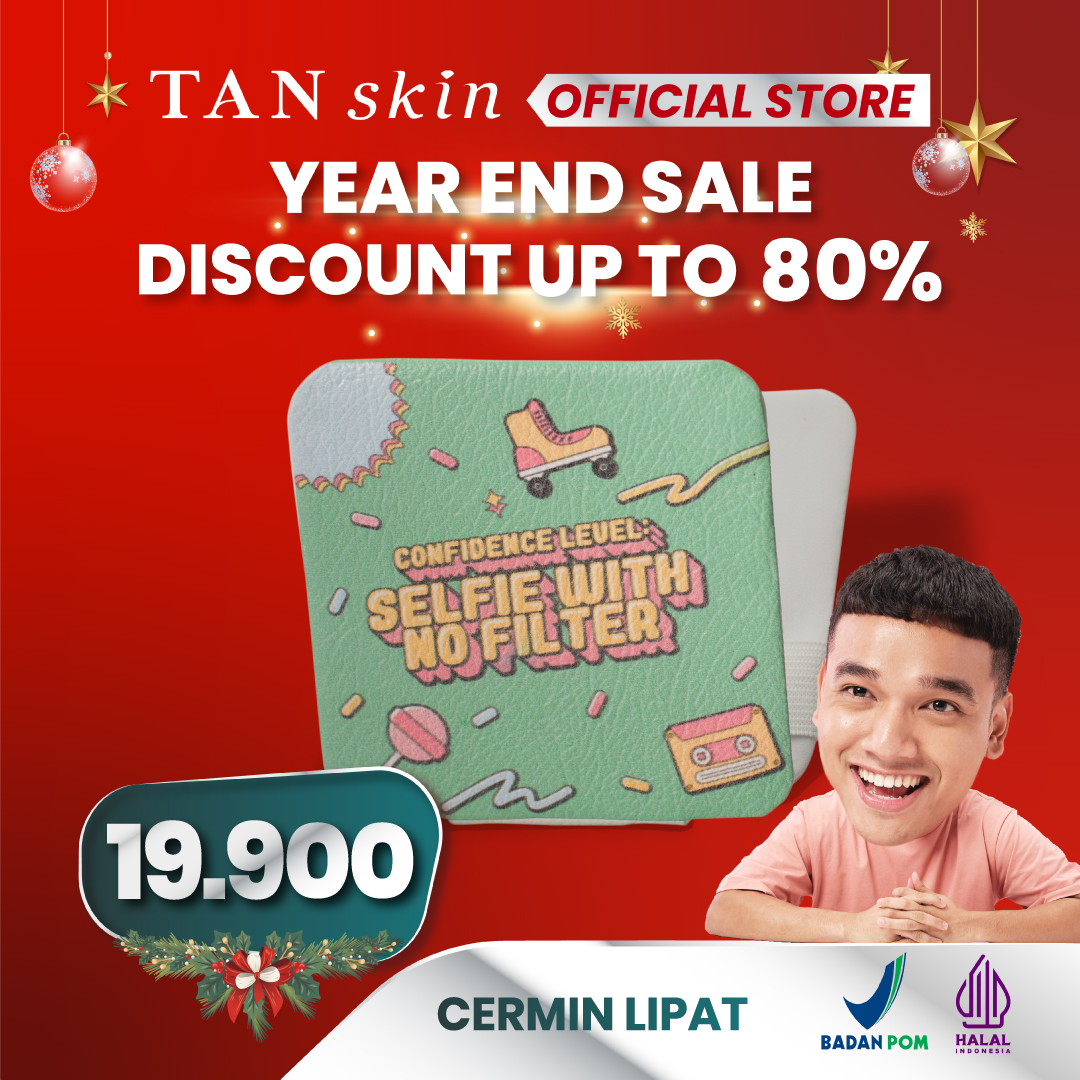 TAN skin OFFICIAL STORE
YEAR END SALE
DISCOUNT UP TO 80%
CONFIDENCE LEVEL:
SELFIE WITH
NO FILTER
19.900
CERMIN LIPAT
BADAN POM
HALAL
INDONESIA